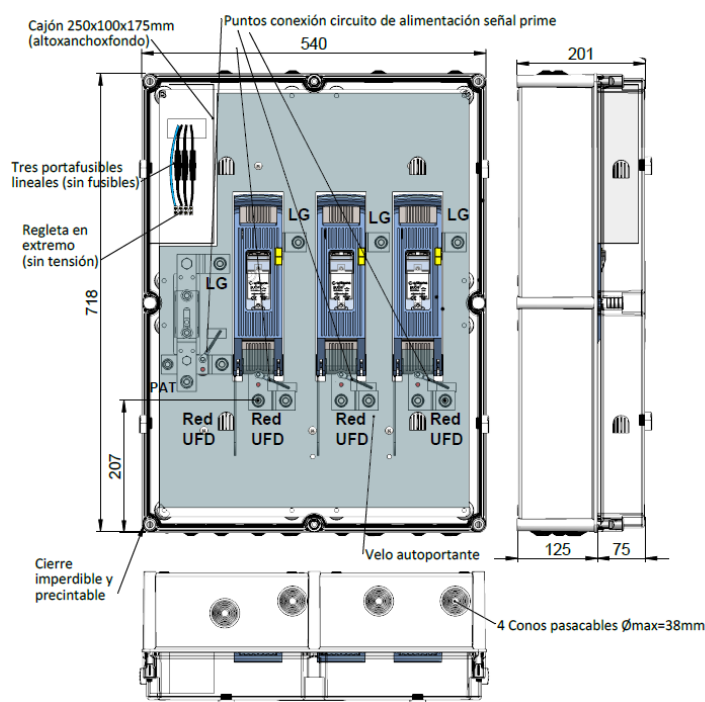 Cajón 250x100x175mm
(altoxanchoxfondo)
Puntos conexión circuito de alimentación señal prime
540
201
Tres portafusibles
lineales (sin fusibles)
Regleta en
extremo
(sin tensión)
718
LG
LG
LG
LG
PAT
207
Red
UFD
Red
UFD
Red
UFD
Red
UFD
Velo autoportante
125
75
Cierre
imperdible y
precintable
4 Conos pasacables Ømax=38mm